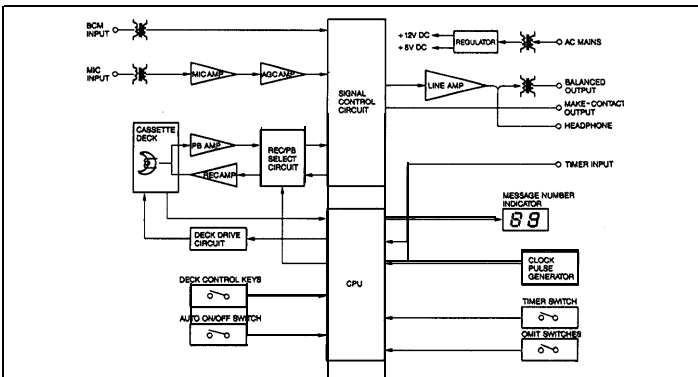 BCM
INPUT
MIC
INPUT
MIC AMP
AGC AMP
SIGNAL
CONTROL
CIRCUIT
+ 12V DC
+ 5V DC
REGULATOR
AC MAINS
LINE AMP
BALANCED
OUTPUT
MAKE-CONTACT
OUTPUT
HEADPHONE
CASSETTE
DECK
PB AMP
REC AMP
REC/PB
SELECT
CIRCUIT
TIMER INPUT
MESSAGE NUMBER
INDICATOR
89
DECK DRIVE
CIRCUIT
CPU
CLOCK
PULSE
GENERATOR
DECK CONTROL KEYS
AUTO ON/OFF SWITCH
TIMER SWITCH
OMIT SWITCHES